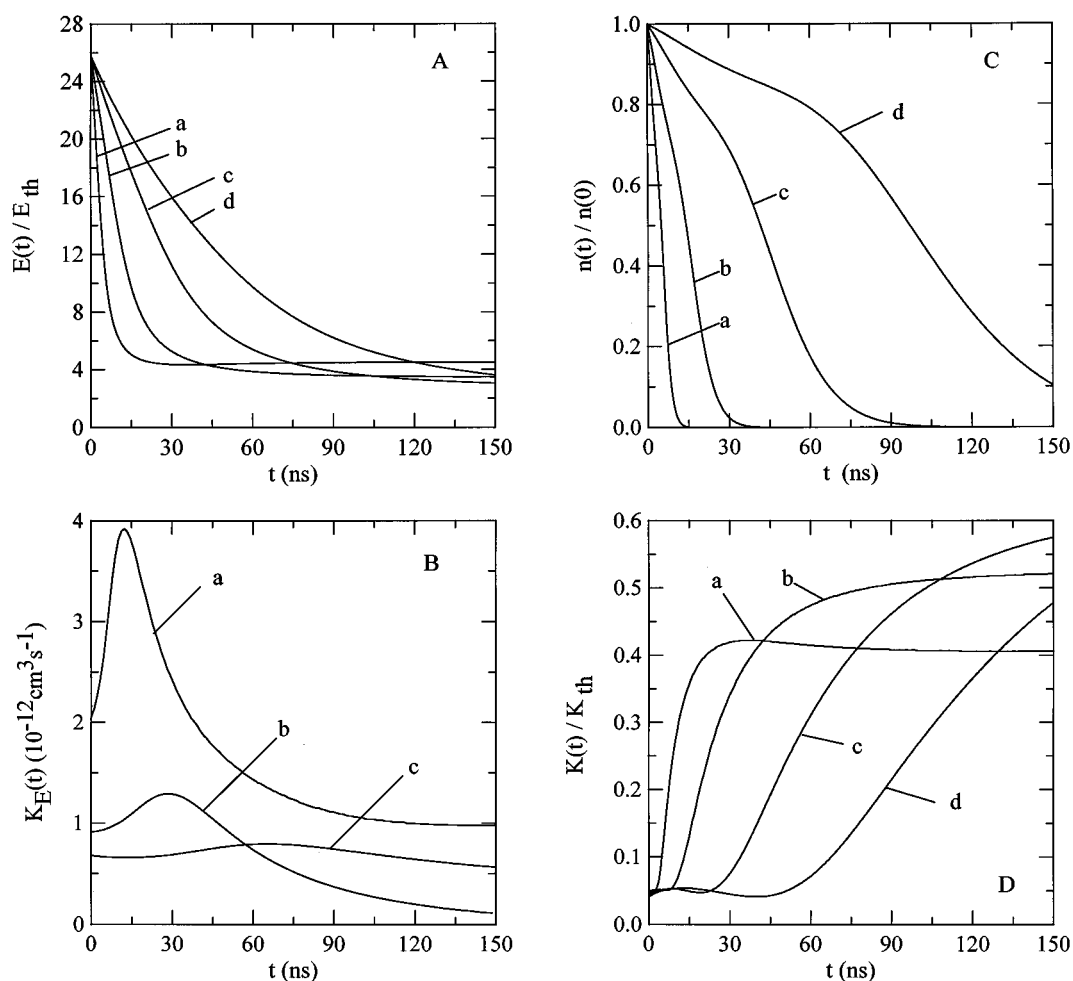 28
24
20
16
12
8
4
0
E(t) / E th
A
a
b
c
d
0 30 60 90 120 150
t (ns)
1.0
0.8
0.6
0.4
0.2
0.0
n(t) / n(0)
C
d
c
b
a
0 30 60 90 120 150
t (ns)
4
3
2
1
0
K_E(t) (10^-12cm^3s^-1)
B
a
b
c
0 30 60 90 120 150
t (ns)
0.6
0.5
0.4
0.3
0.2
0.1
0.0
K(t) / K th
a
b
c
d
D
0 30 60 90 120 150
t (ns)